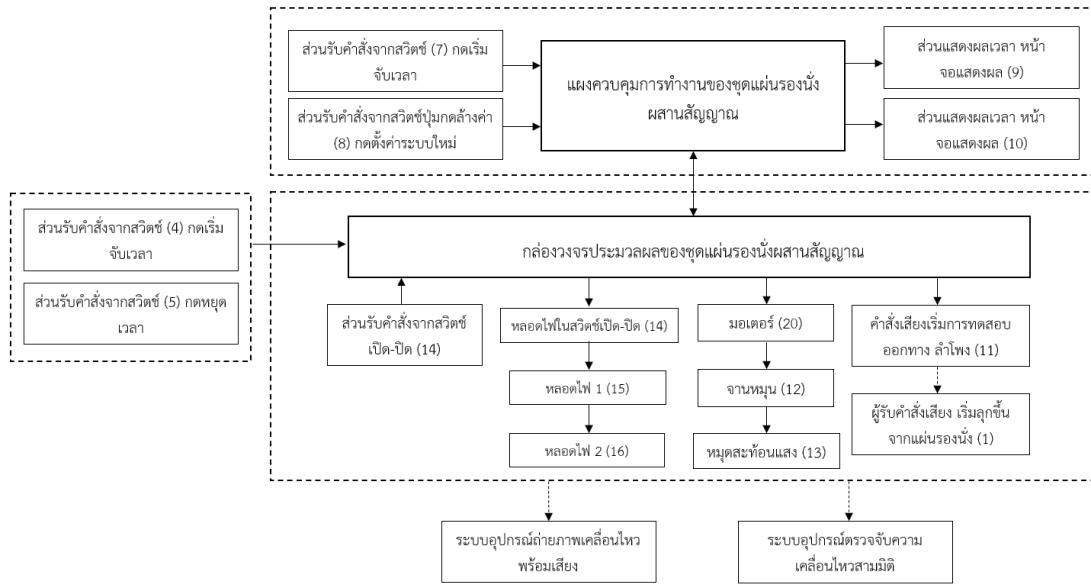 ส่วนรับคำสั่งจากสวิตช์ (7) กดเริ่ม
จับเวลา
ส่วนรับคำสั่งจากสวิตช์ปุ่มกดล้างค่า
(8) กดตั้งค่าระบบใหม่
แผงควบคุมการทำงานของชุดแผ่นรองนั่ง
ผสานสัญญาณ
ส่วนแสดงผลเวลา หน้า
จอแสดงผล (9)
ส่วนแสดงผลเวลา หน้า
จอแสดงผล (10)
ส่วนรับคำสั่งจากสวิตช์ (4) กดเริ่ม
จับเวลา
ส่วนรับคำสั่งจากสวิตช์ (5) กดหยุด
เวลา
กล่องวงจรประมวลผลของชุดแผ่นรองนั่งผสานสัญญาณ
ส่วนรับคำสั่งจากสวิตช์
เปิด-ปิด (14)
หลอดไฟในสวิตช์เปิด-ปิด (14)
หลอดไฟ 1 (15)
หลอดไฟ 2 (16)
มอเตอร์ (20)
จานหมุน (12)
หมุดสะท้อนแสง (13)
คำสั่งเสียงเริ่มการทดสอบ
ออกทาง ลำโพง (11)
ผู้รับคำสั่งเสียง เริ่มลุกขึ้น
จากแผ่นรองนั่ง (1)
ระบบอุปกรณ์ถ่ายภาพเคลื่อนไหว
พร้อมเสียง
ระบบอุปกรณ์ตรวจจับความ
เคลื่อนไหวสามมิติ